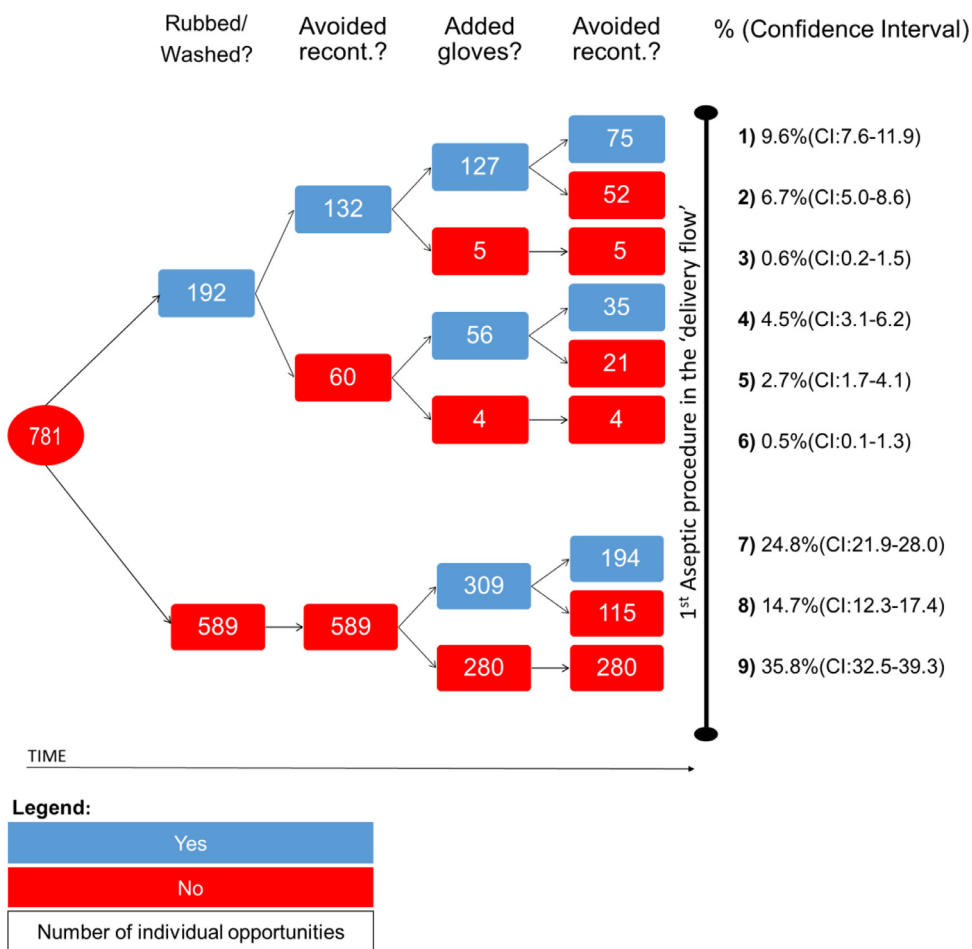 Rubbed/
Washed?
Avoided
recont.?
Added
gloves?
Avoided
recont.?
% (Confidence Interval)
781
192
589
132
60
589
127
5
56
4
309
280
75
52
5
35
21
4
194
115
280
1st Aseptic procedure in the 'delivery flow'
1) 9.6%(CI:7.6-11.9)
2) 6.7%(CI:5.0-8.6)
3) 0.6%(CI:0.2-1.5)
4) 4.5%(CI:3.1-6.2)
5) 2.7%(CI:1.7-4.1)
6) 0.5%(CI:0.1-1.3)
7) 24.8%(CI:21.9-28.0)
8) 14.7%(CI:12.3-17.4)
9) 35.8%(CI:32.5-39.3)
TIME
Legend:
Yes
No
Number of individual opportunities